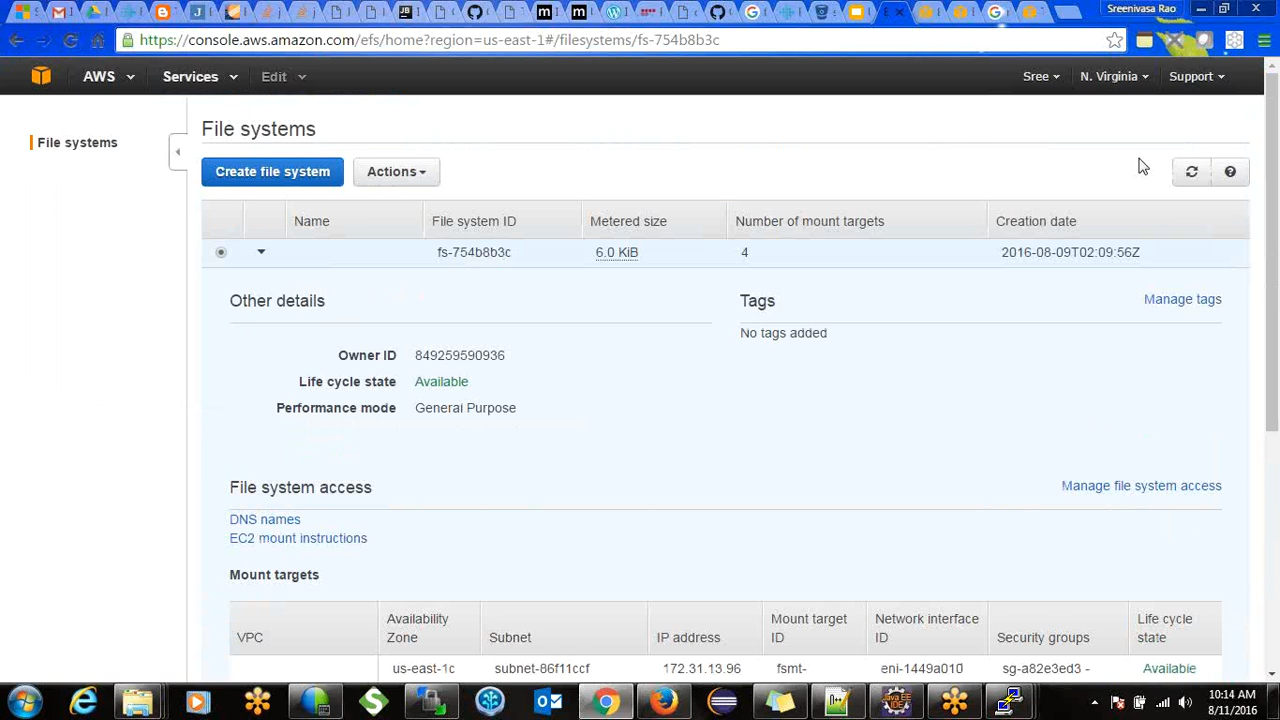 Sreenivasa Rao
https://console.aws.amazon.com/efs/home?region=us-east-1#/filesystems/fs-754b8b3c
AWS Services Edit Sree N. Virginia Support
File systems
File systems
Create file system Actions
Name File system ID Metered size Number of mount targets Creation date
fs-754b8b3c 6.0 KiB 4 2016-08-09T02:09:56Z
Other details Tags Manage tags
No tags added
Owner ID 849259590936
Life cycle state Available
Performance mode General Purpose
File system access Manage file system access
DNS names
EC2 mount instructions
Mount targets
VPC Availability Zone Subnet IP address Mount target ID Network interface ID Security groups Life cycle state
us-east-1c subnet-86f11ccf 172.31.13.96 fsmt- eni-1449a010 sg-a82e3ed3 - Available
10:14 AM
8/11/2016